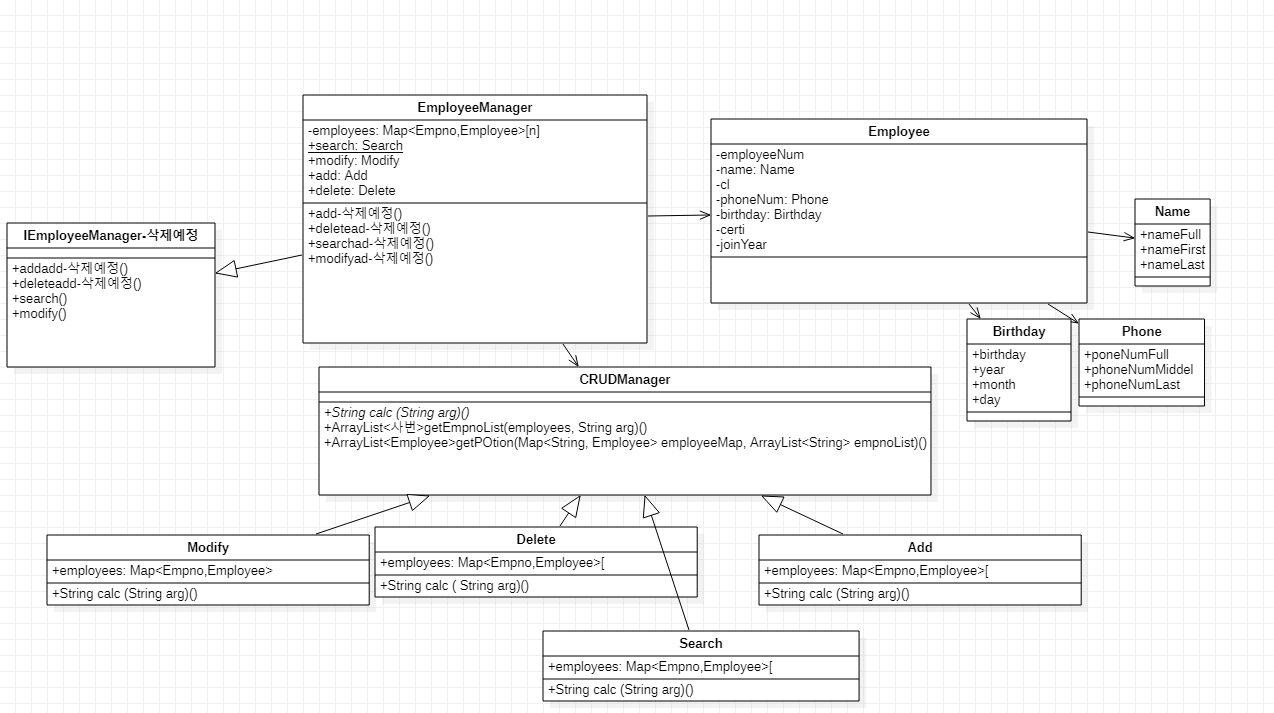 EmployeeManager
-employees: Map<Empno,Employee>[n]
+search: Search
+modify: Modify
+add: Add
+delete: Delete
+add-삭제예정()
+deletead-삭제예정()
+searchad-삭제예정()
+modifyad-삭제예정()
Employee
-employeeNum
-name: Name
-cl
-phoneNum: Phone
-birthday: Birthday
-certi
-joinYear
Name
+nameFull
+nameFirst
+nameLast
IEmployeeManager-삭제예정
+addadd-삭제예정()
+deleteadd-삭제예정()
+search()
+modify()
Birthday
+birthday
+year
+month
+day
Phone
+poneNumFull
+phoneNumMiddel
+phoneNumLast
CRUDManager
+String calc (String arg)()
+ArrayList<사번>getEmpnoList(employees, String arg)()
+ArrayList<Employee>getPOtion(Map<String, Employee> employeeMap, ArrayList<String> empnoList)()
Modify
+employees: Map<Empno,Employee>
+String calc (String arg)()
Delete
+employees: Map<Empno,Employee>[
+String calc ( String arg)()
Add
+employees: Map<Empno,Employee>[
+String calc (String arg)()
Search
+employees: Map<Empno,Employee>[
+String calc (String arg)()